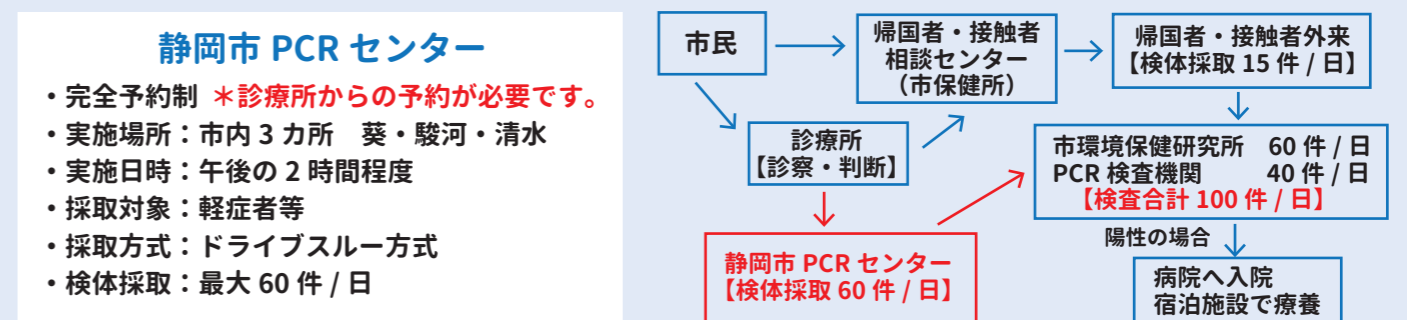 静岡市 PCR センター
・完全予約制 ＊診療所からの予約が必要です。
・実施場所：市内 3 カ所　葵・駿河・清水
・実施日時：午後の 2 時間程度
・採取対象：軽症者等
・採取方式：ドライブスルー方式
・検体採取：最大 60 件 / 日
市民
帰国者・接触者
相談センター
（市保健所）
帰国者・接触者外来
【検体採取 15 件 / 日】
診療所
【診察・判断】
市環境保健研究所　60 件 / 日
PCR 検査機関　40 件 / 日
【検査合計 100 件 / 日】
静岡市 PCR センター
【検体採取 60 件 / 日】
陽性の場合
病院へ入院
宿泊施設で療養